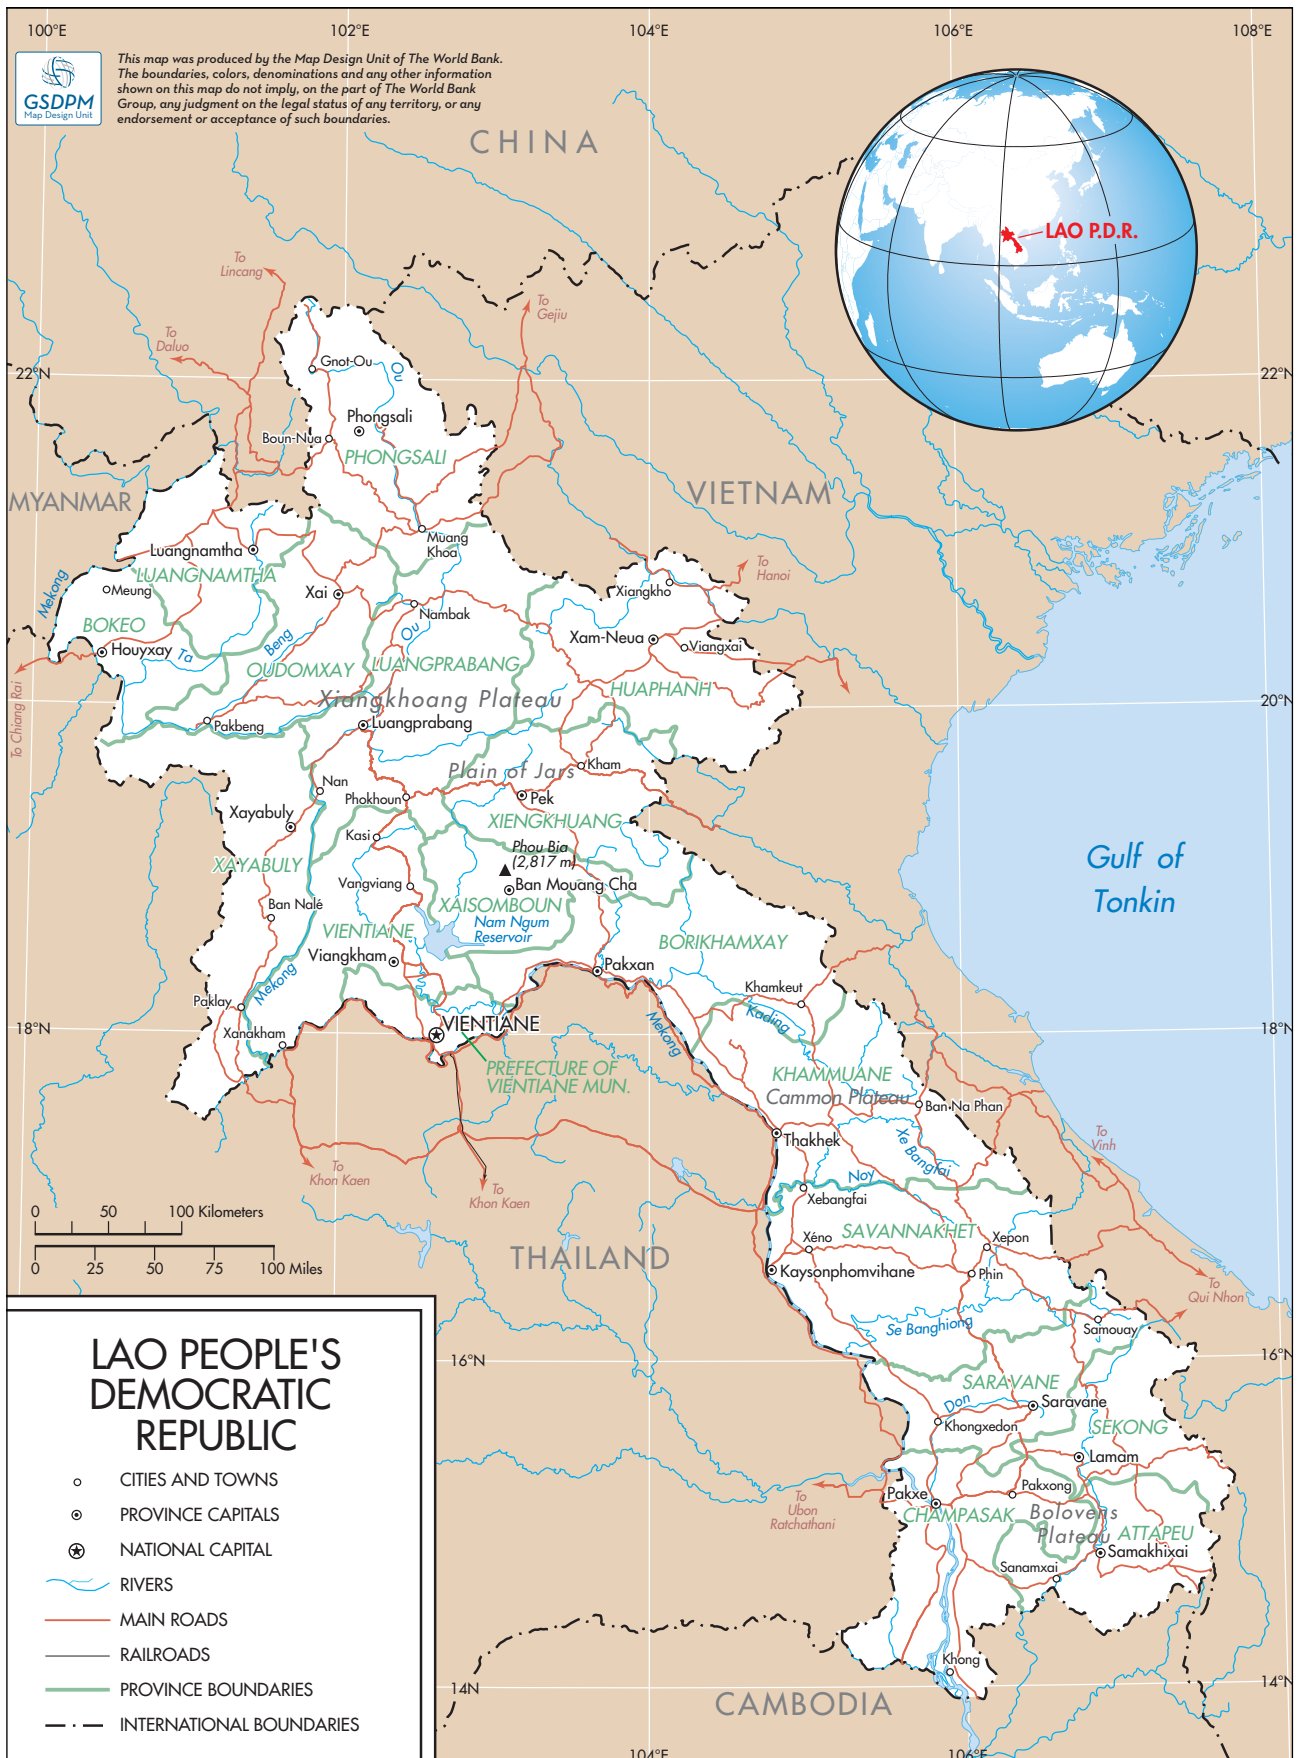 100°E
102°E
104°E
106°E
108°E
This map was produced by the Map Design Unit of The World Bank.
The boundaries, colors, denominations and any other information
shown on this map do not imply, on the part of The World Bank
Group, any judgment on the legal status of any territory, or any
endorsement or acceptance of such boundaries.
GSDPM
Map Design Unit
CHINA
LAO P.D.R.
To
Lincang
To
Gejiu
To
Daluo
22°N
22°N
Gnot-Ou
Ou
Phongsali
Boun-Nua
PHONGSALI
MYANMAR
VIETNAM
Muang
Khoa
Luangnamtha
LUANGNAMTHA
To
Hanoi
Mekong
Meung
Xai
Xiangkho
Nambak
BOKEO
Ou
Beng
Xam-Neua
Viangxai
Houyxay
Ta
OUDOMXAY
LUANGPRABANG
HUAPHANH
To Chiang Rai
Xiangkhoang Plateau
20°N
20°N
Pakbeng
Luangprabang
Plain of Jars
Kham
Nan
Phokhoun
Pek
Xayabuly
XIENGKHUANG
Kasi
Phou Bia
(2,817 m)
Gulf of
Tonkin
XAYABULY
Vangviang
Ban Mouang Cha
Ban Nalé
XAISOMBOUN
Nam Ngum
Reservoir
VIENTIANE
BORIKHAMXAY
Viangkham
Pakxan
Mekong
Khamkeut
Paklay
Kading
Mekong
18°N
18°N
Xanakham
VIENTIANE
PREFECTURE OF
VIENTIANE MUN.
KHAMMUANE
Cammon Plateau
Ban Na Phan
Thakhek
Xe Bangfai
To
Vinh
To
Khon Kaen
To
Khon Kaen
Noy
Xebangfai
0 50 100 Kilometers
SAVANNAKHET
Xéno
Xepon
THAILAND
0 25 50 75 100 Miles
Kaysonphomvihane
Phin
To
Qui Nhon
Se Banghiong
Samouay
16°N
16°N
LAO PEOPLE'S
DEMOCRATIC
REPUBLIC
SARAVANE
Don
Saravane
Khongxedon
SEKONG
Lamam
CITIES AND TOWNS
PROVINCE CAPITALS
NATIONAL CAPITAL
RIVERS
MAIN ROADS
RAILROADS
PROVINCE BOUNDARIES
INTERNATIONAL BOUNDARIES
Pakxe
Pakxong
To
Ubon
Ratchathani
CHAMPASAK
Bolovens
Plateau
ATTAPEU
Samakhixai
Sanamxai
Khong
14N
14°N
CAMBODIA
104°E
106°E